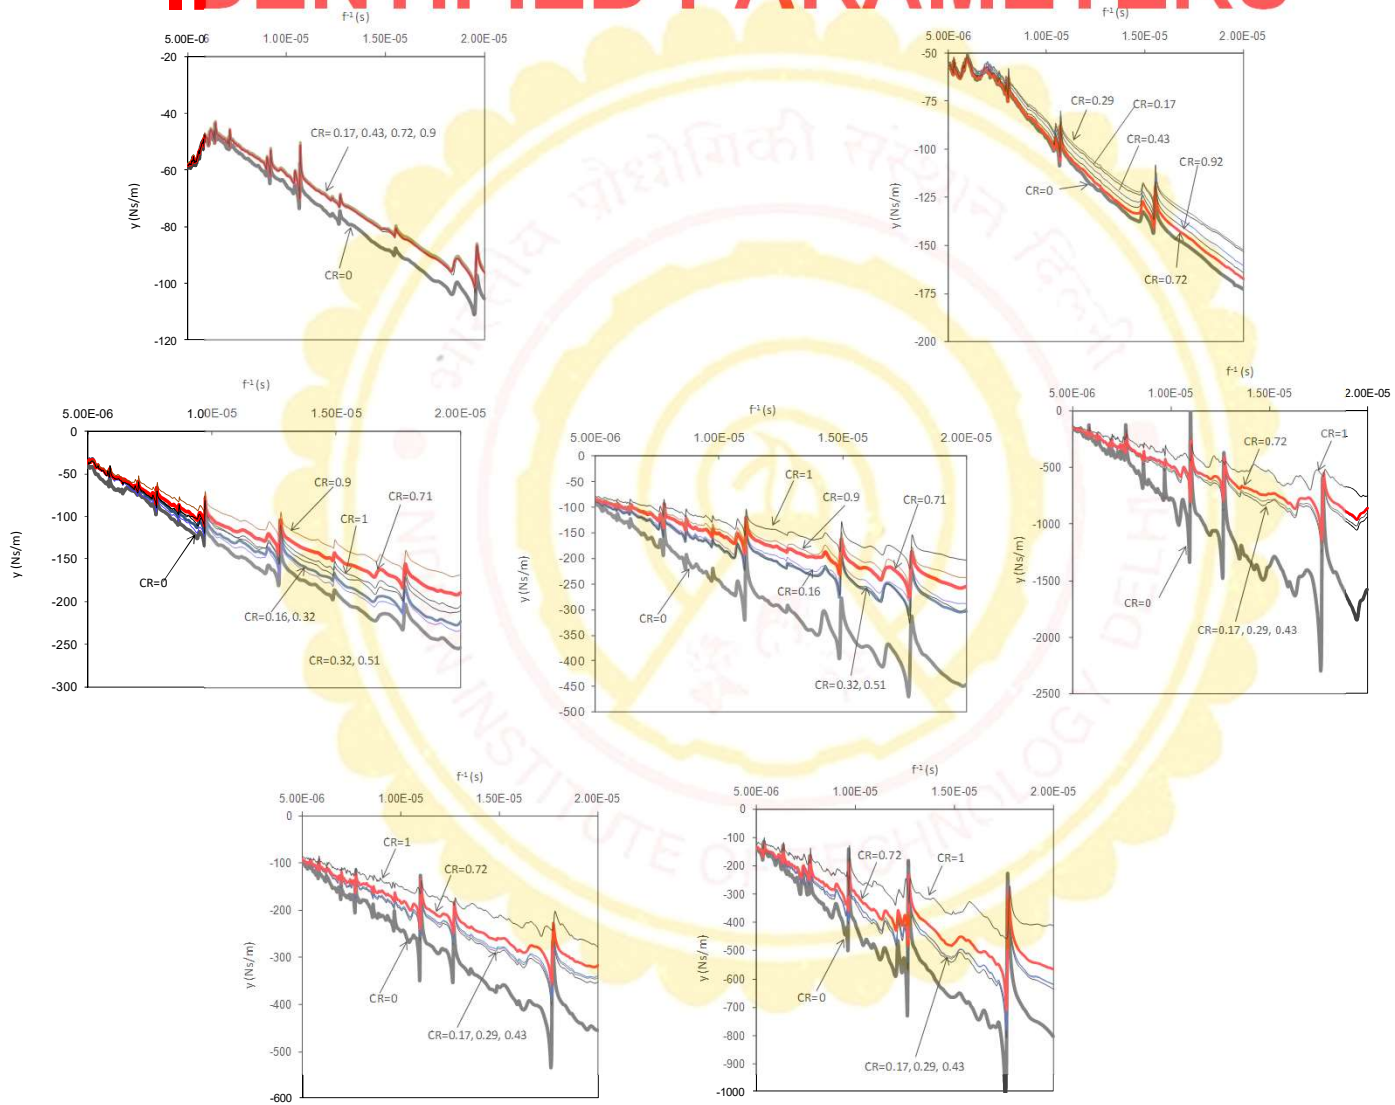 IDENTIFIED PARAMETERS
f⁻¹ (s)
5.00E-06 1.00E-05 1.50E-05 2.00E-05
-20
-40
-60
-80
-100
-120
y (Ns/m)
CR= 0.17, 0.43, 0.72, 0.9
CR=0
f⁻¹ (s)
5.00E-06 1.00E-05 1.50E-05 2.00E-05
-50
-75
-100
-125
-150
-175
-200
y (Ns/m)
CR=0.29
CR=0.17
CR=0.43
CR=0.92
CR=0
CR=0.72
f⁻¹ (s)
5.00E-06 1.00E-05 1.50E-05 2.00E-05
0
-50
-100
-150
-200
-250
-300
y (Ns/m)
CR=0.9
CR=0.71
CR=1
CR=0
CR=0.16, 0.32
CR=0.32, 0.51
f⁻¹ (s)
5.00E-06 1.00E-05 1.50E-05 2.00E-05
0
-50
-100
-150
-200
-250
-300
-350
-400
-450
-500
y (Ns/m)
CR=1
CR=0.9
CR=0.71
CR=0.16
CR=0
CR=0.32, 0.51
f⁻¹ (s)
5.00E-06 1.00E-05 1.50E-05 2.00E-05
0
-500
-1000
-1500
-2000
-2500
y (Ns/m)
CR=0.72
CR=1
CR=0
CR=0.17, 0.29, 0.43
f⁻¹ (s)
5.00E-06 1.00E-05 1.50E-05 2.00E-05
0
-100
-200
-300
-400
-500
-600
y (Ns/m)
CR=1
CR=0.72
CR=0
CR=0.17, 0.29, 0.43
f⁻¹ (s)
5.00E-06 1.00E-05 1.50E-05 2.00E-05
0
-100
-200
-300
-400
-500
-600
-700
-800
-900
-1000
y (Ns/m)
CR=0.72
CR=1
CR=0
CR=0.17, 0.29, 0.43
INSTITUTE OF TECHNOLOGY DELHI